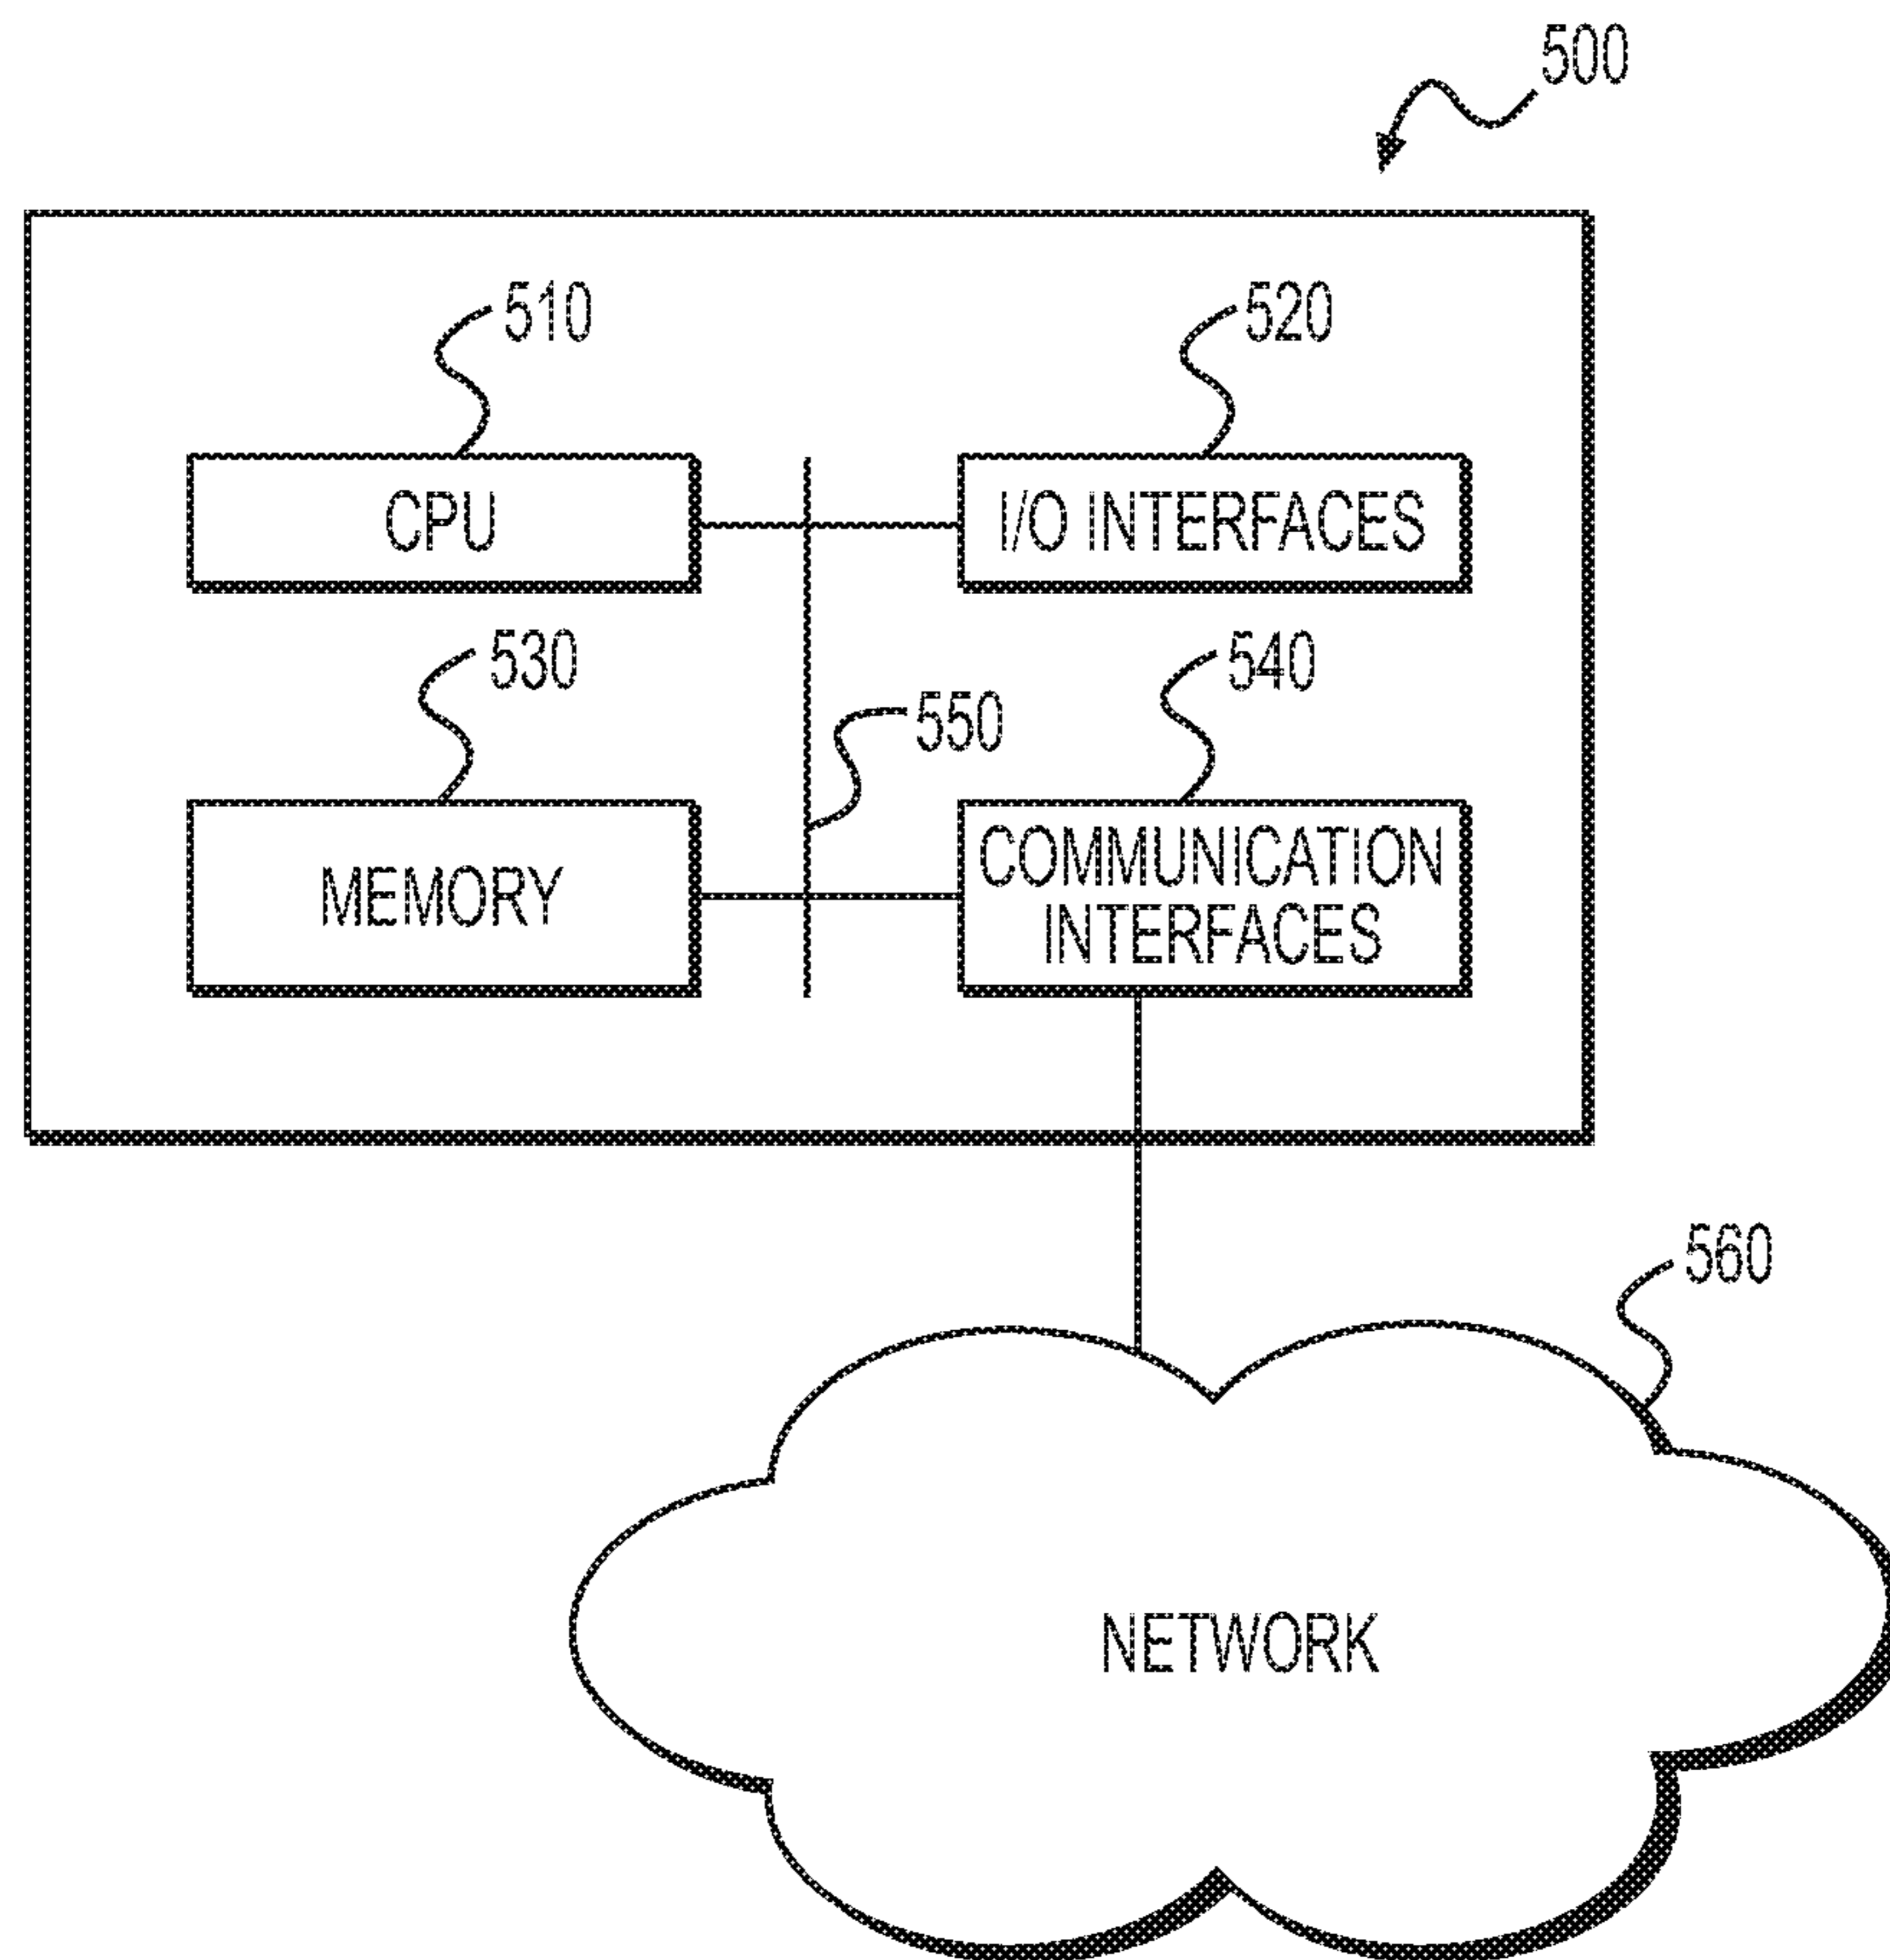 500
510
520
CPU
I/O INTERFACES
530
540
550
MEMORY
COMMUNICATION
INTERFACES
560
NETWORK